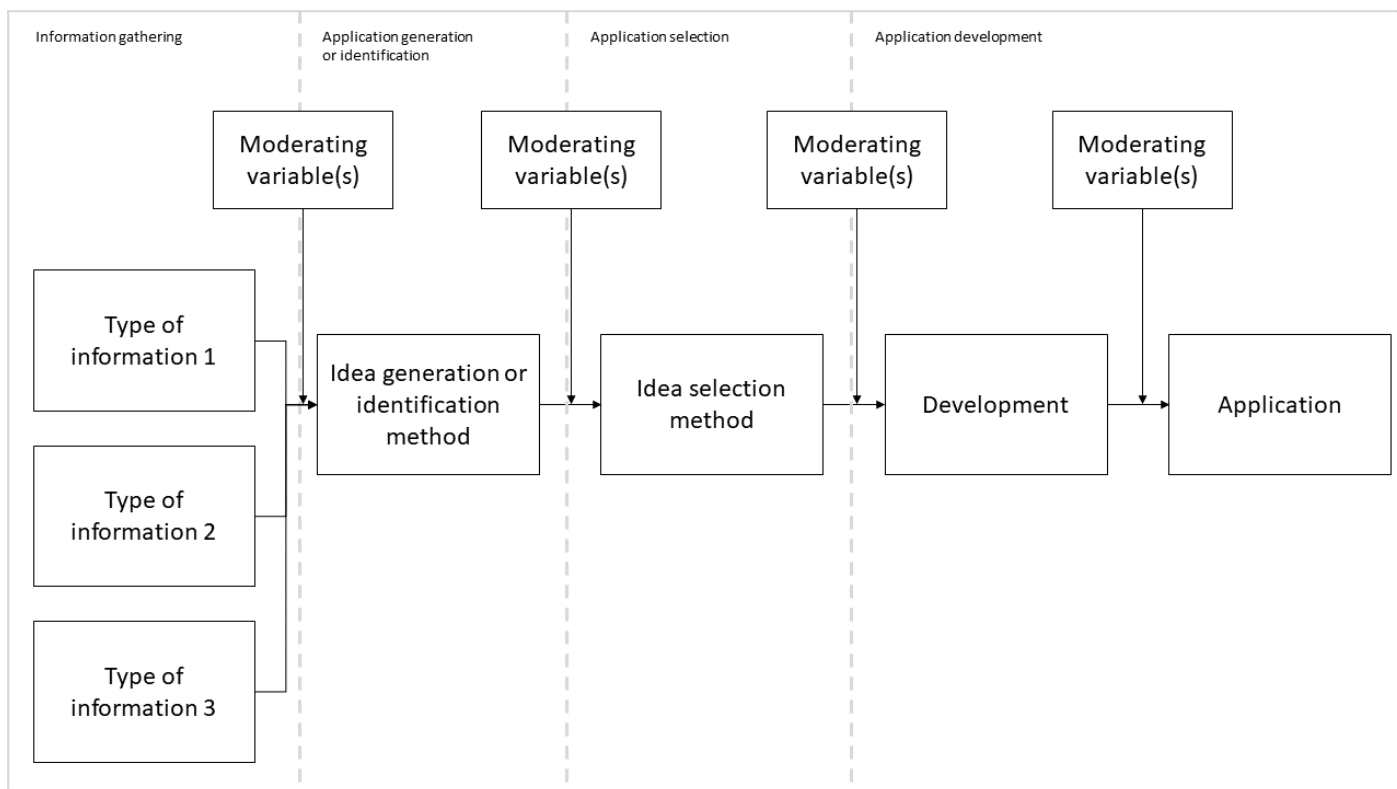 Information gathering
Application generation
or identification
Application selection
Application development
Moderating
variable(s)
Moderating
variable(s)
Moderating
variable(s)
Moderating
variable(s)
Type of
information 1
Type of
information 2
Type of
information 3
Idea generation or
identification
method
Idea selection
method
Development
Application